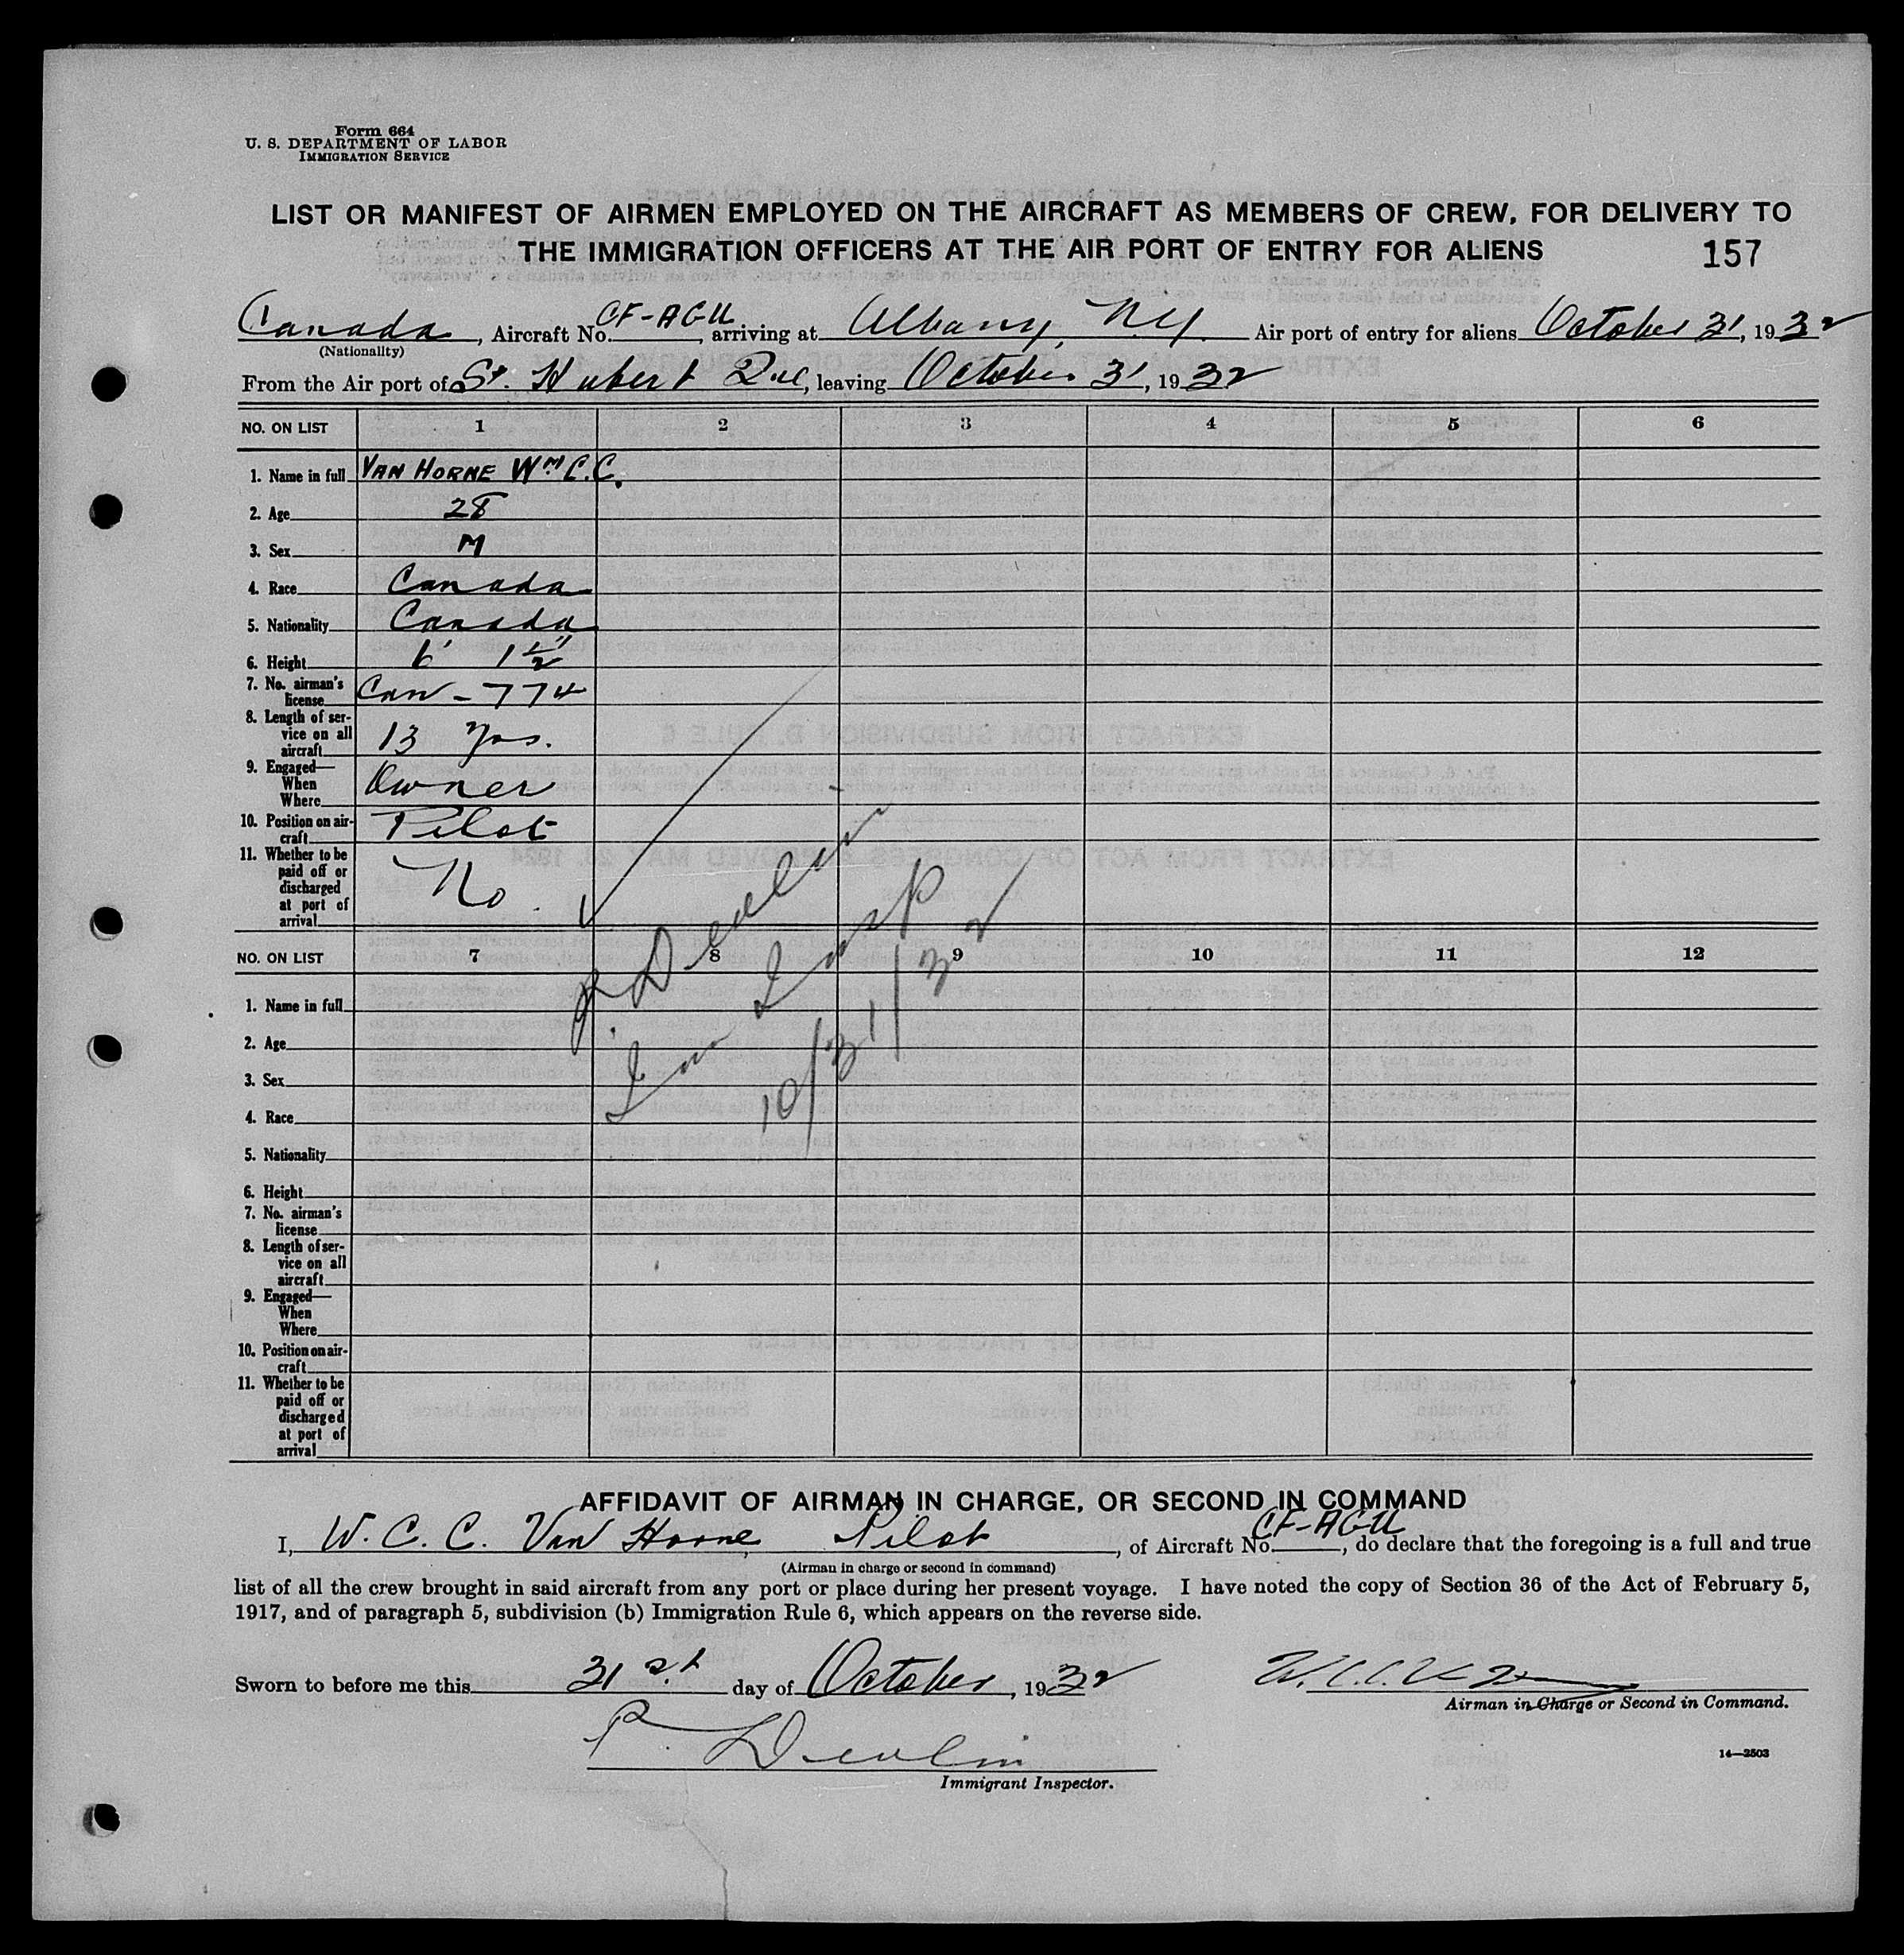 Form 664
U. S. DEPARTMENT OF LABOR
IMMIGRATION SERVICE
LIST OR MANIFEST OF AIRMEN EMPLOYED ON THE AIRCRAFT AS MEMBERS OF CREW, FOR DELIVERY TO
THE IMMIGRATION OFFICERS AT THE AIR PORT OF ENTRY FOR ALIENS 157
Canada, Aircraft No. CF-AGU, arriving at Albany, N.Y. Air port of entry for aliens October 31, 1932
(Nationality)
From the Air port of St. Hubert Que, leaving October 31, 1932
NO. ON LIST 1 2 3 4 5 6
1. Name in full VAN HORNE Wm C.C.
2. Age 28
3. Sex M
4. Race Canada
5. Nationality Canada
6. Height 6' 1½"
7. No. airman's
license Can - 774
8. Length of ser-
vice on all
aircraft 13 yrs.
9. Engaged—
When
Where Owner
10. Position on air-
craft Pilot
11. Whether to be
paid off or
discharged
at port of
arrival No.
P. Devlin
Imm Insp
10/31/32
NO. ON LIST 7 8 9 10 11 12
1. Name in full
2. Age
3. Sex
4. Race
5. Nationality
6. Height
7. No. airman's
license
8. Length of ser-
vice on all
aircraft
9. Engaged—
When
Where
10. Position on air-
craft
11. Whether to be
paid off or
discharged
at port of
arrival
AFFIDAVIT OF AIRMAN IN CHARGE, OR SECOND IN COMMAND
I, W. C. C. Van Horne, Pilot, of Aircraft No. CF-AGU, do declare that the foregoing is a full and true
(Airman in charge or second in command)
list of all the crew brought in said aircraft from any port or place during her present voyage. I have noted the copy of Section 36 of the Act of February 5,
1917, and of paragraph 5, subdivision (b) Immigration Rule 6, which appears on the reverse side.
Sworn to before me this 31st day of October, 1932 W.C.C. V Horne
Airman in Charge or Second in Command.
P. Devlin
Immigrant Inspector.
14—2503